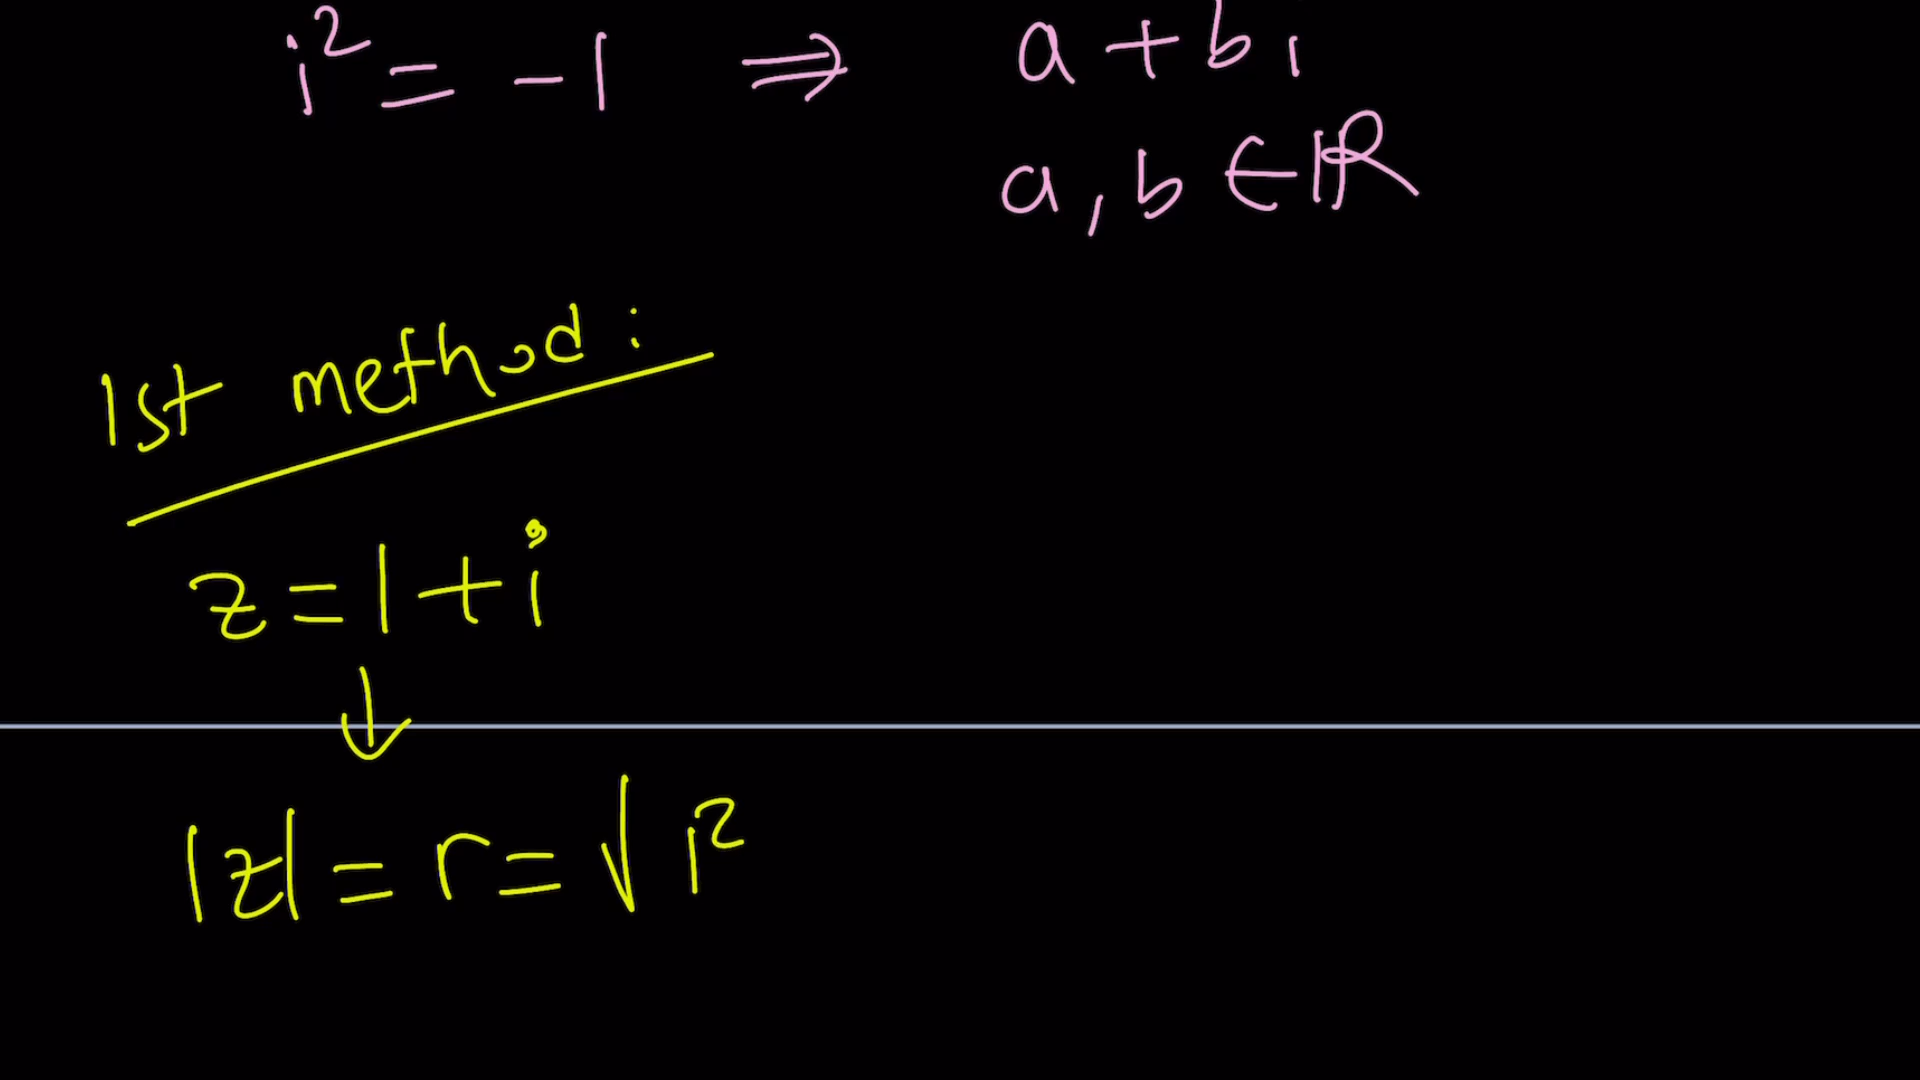 i² = -1 ⇒ a + bi
a, b ∈ ℝ
1st method:
z = 1 + i
↓
|z| = r = √ 1²